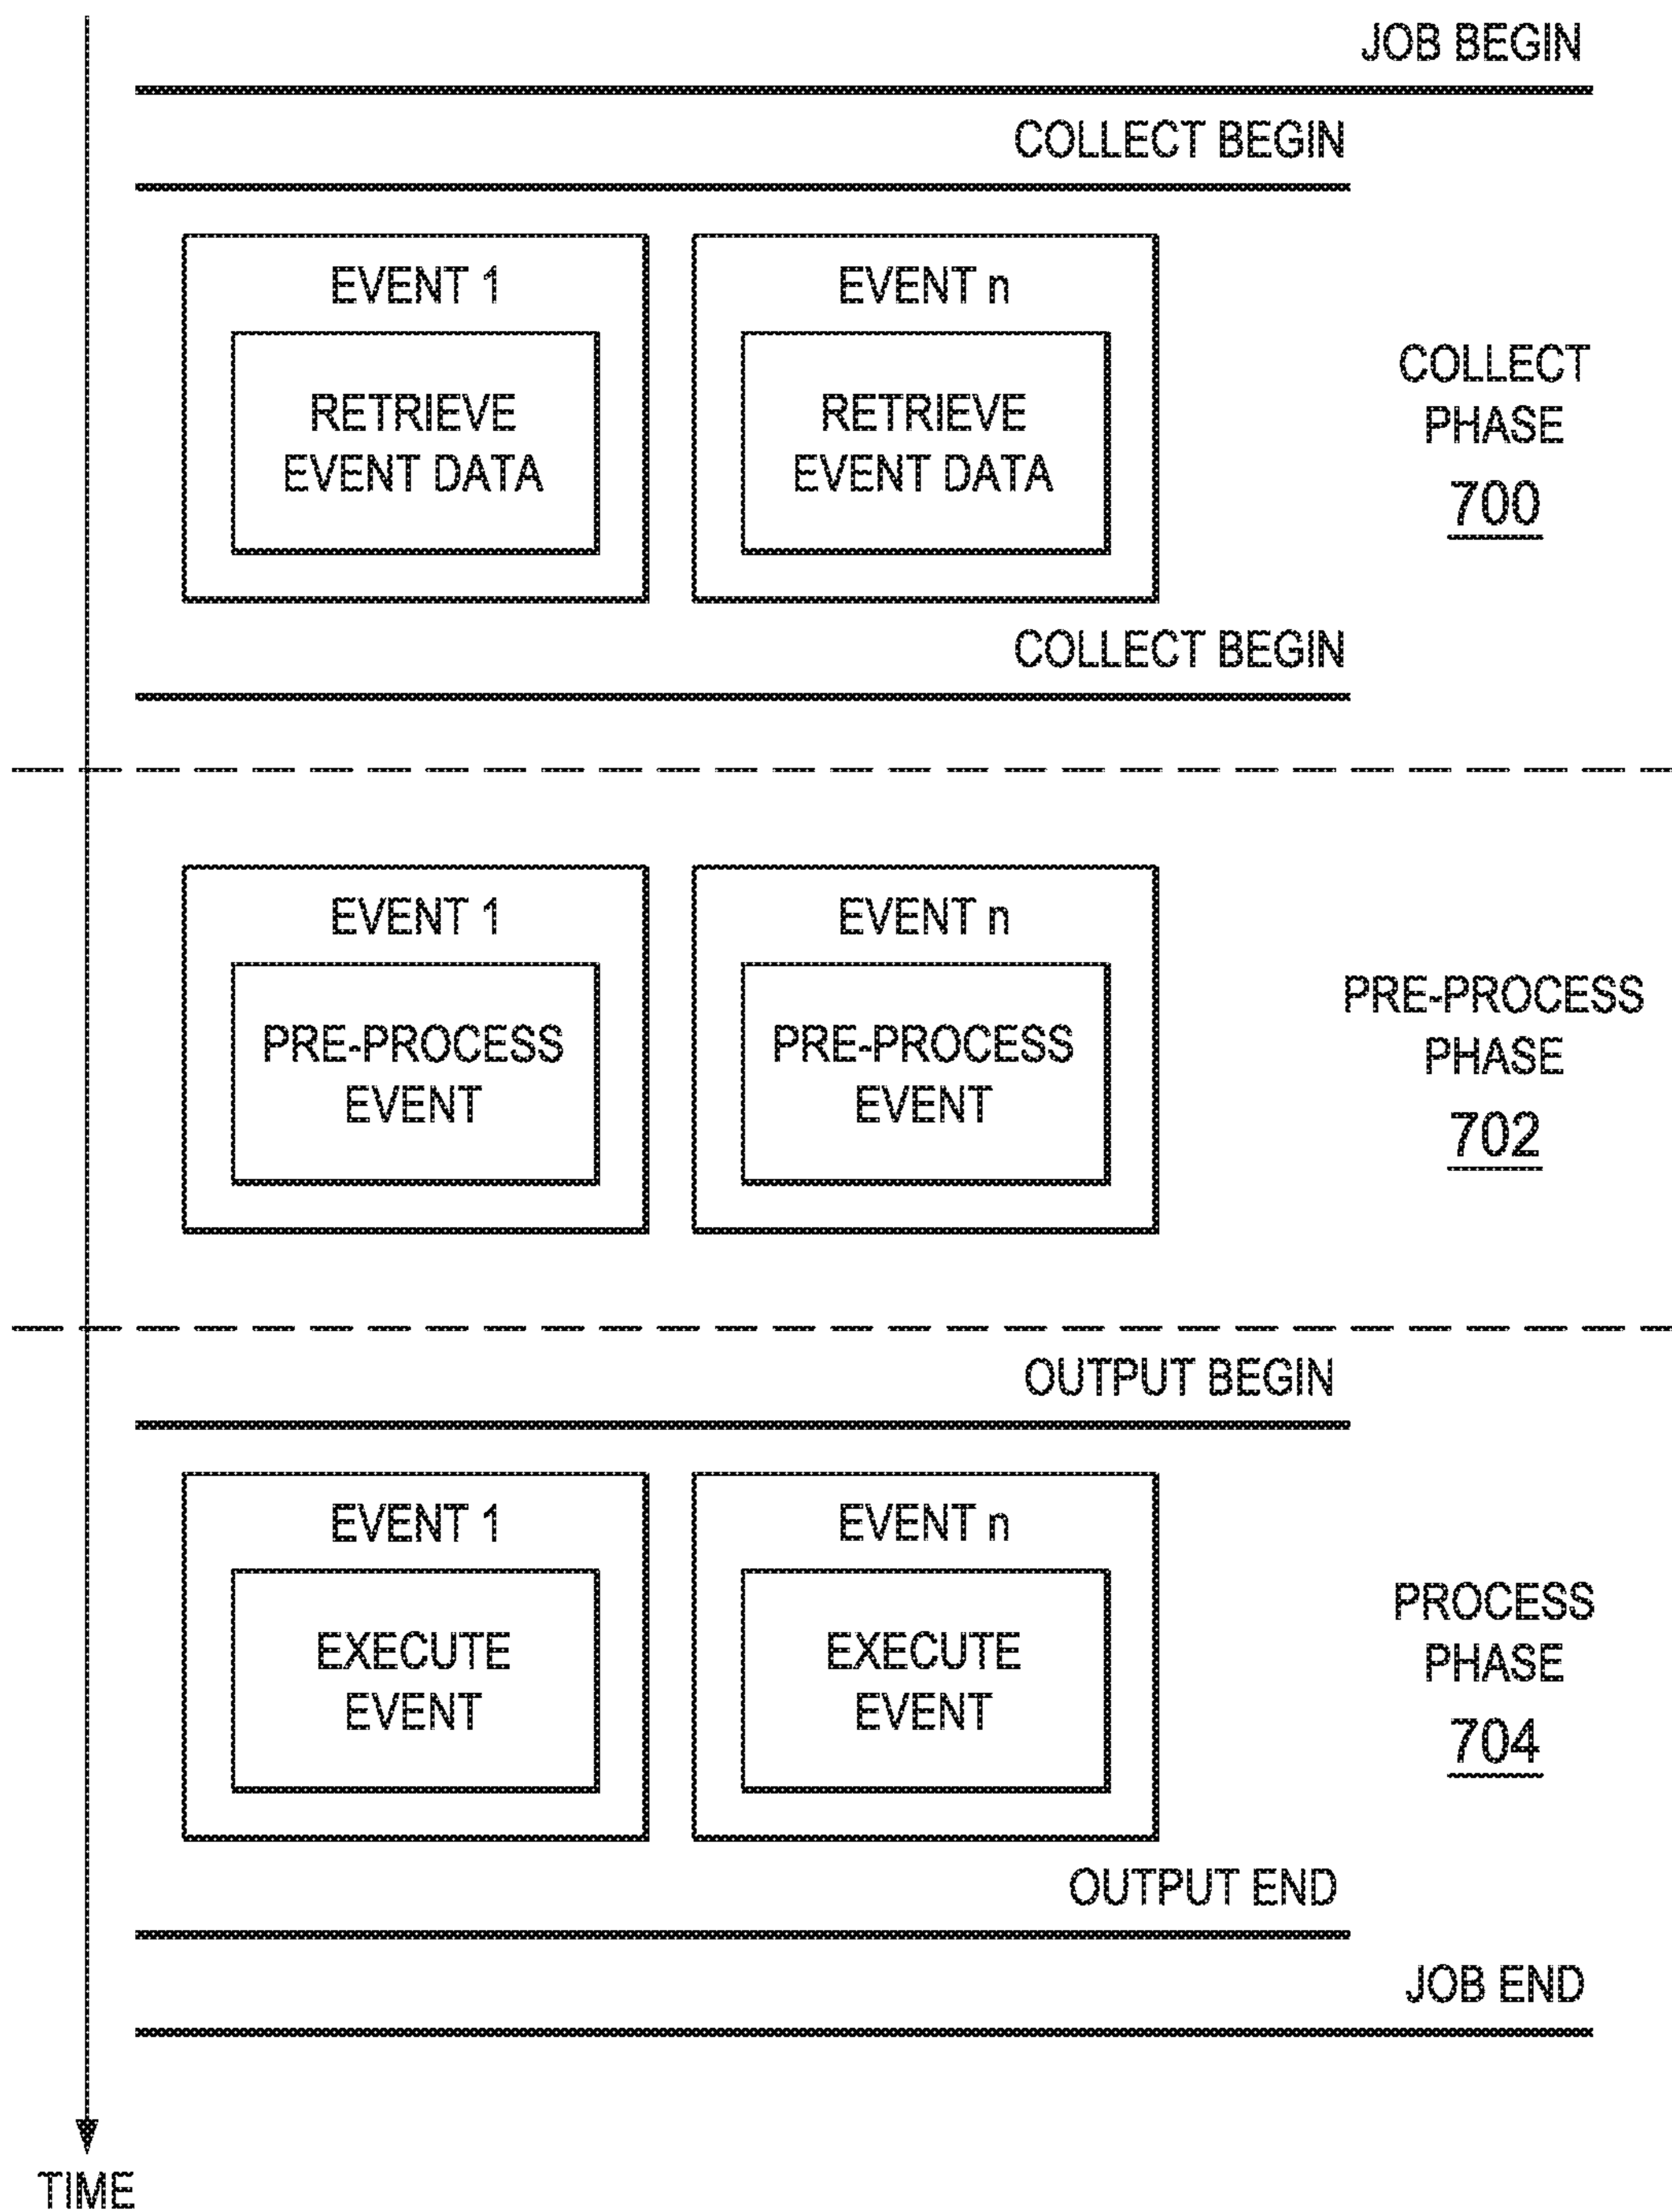 JOB BEGIN
COLLECT BEGIN
EVENT 1
RETRIEVE
EVENT DATA
EVENT n
RETRIEVE
EVENT DATA
COLLECT
PHASE
700
COLLECT BEGIN
EVENT 1
PRE-PROCESS
EVENT
EVENT n
PRE-PROCESS
EVENT
PRE-PROCESS
PHASE
702
OUTPUT BEGIN
EVENT 1
EXECUTE
EVENT
EVENT n
EXECUTE
EVENT
PROCESS
PHASE
704
OUTPUT END
JOB END
TIME